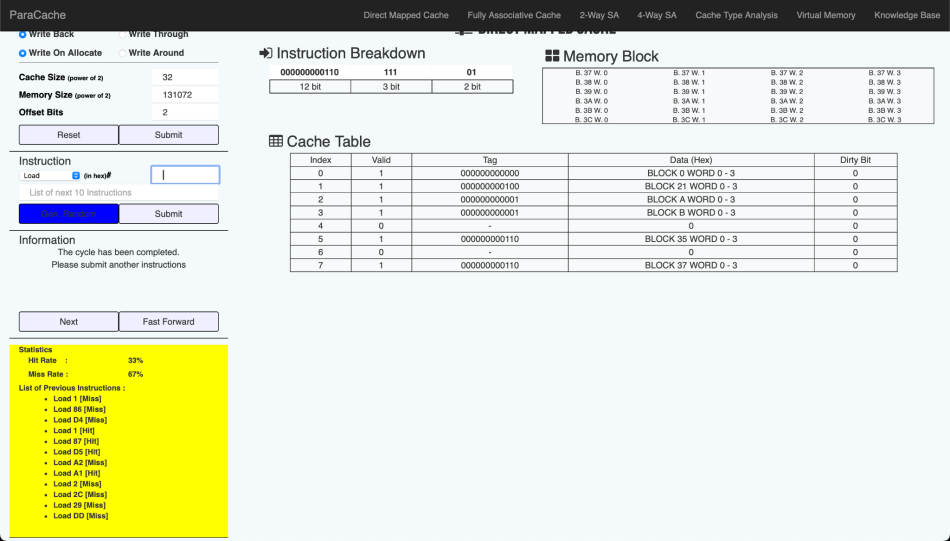 ParaCache Direct Mapped Cache Fully Associative Cache 2-Way SA 4-Way SA Cache Type Analysis Virtual Memory Knowledge Base
DIRECT MAPPED CACHE
Write Back Write Through
Write On Allocate Write Around
Cache Size (power of 2) 32
Memory Size (power of 2) 131072
Offset Bits 2
Reset Submit
Instruction
Load (in hex)#
List of next 10 Instructions
Gen. Random Submit
Information
The cycle has been completed.
Please submit another instructions
Next Fast Forward
Statistics
Hit Rate : 33%
Miss Rate : 67%
List of Previous Instructions :
• Load 1 [Miss]
• Load 86 [Miss]
• Load D4 [Miss]
• Load 1 [Hit]
• Load 87 [Hit]
• Load D5 [Hit]
• Load A2 [Miss]
• Load A1 [Hit]
• Load 2 [Miss]
• Load 2C [Miss]
• Load 29 [Miss]
• Load DD [Miss]
Instruction Breakdown
000000000110 111 01
12 bit 3 bit 2 bit
Memory Block
B. 37 W. 0 B. 37 W. 1 B. 37 W. 2 B. 37 W. 3
B. 38 W. 0 B. 38 W. 1 B. 38 W. 2 B. 38 W. 3
B. 39 W. 0 B. 39 W. 1 B. 39 W. 2 B. 39 W. 3
B. 3A W. 0 B. 3A W. 1 B. 3A W. 2 B. 3A W. 3
B. 3B W. 0 B. 3B W. 1 B. 3B W. 2 B. 3B W. 3
B. 3C W. 0 B. 3C W. 1 B. 3C W. 2 B. 3C W. 3
Cache Table
Index Valid Tag Data (Hex) Dirty Bit
0 1 000000000000 BLOCK 0 WORD 0 - 3 0
1 1 000000000100 BLOCK 21 WORD 0 - 3 0
2 1 000000000001 BLOCK A WORD 0 - 3 0
3 1 000000000001 BLOCK B WORD 0 - 3 0
4 0 - 0 0
5 1 000000000110 BLOCK 35 WORD 0 - 3 0
6 0 - 0 0
7 1 000000000110 BLOCK 37 WORD 0 - 3 0